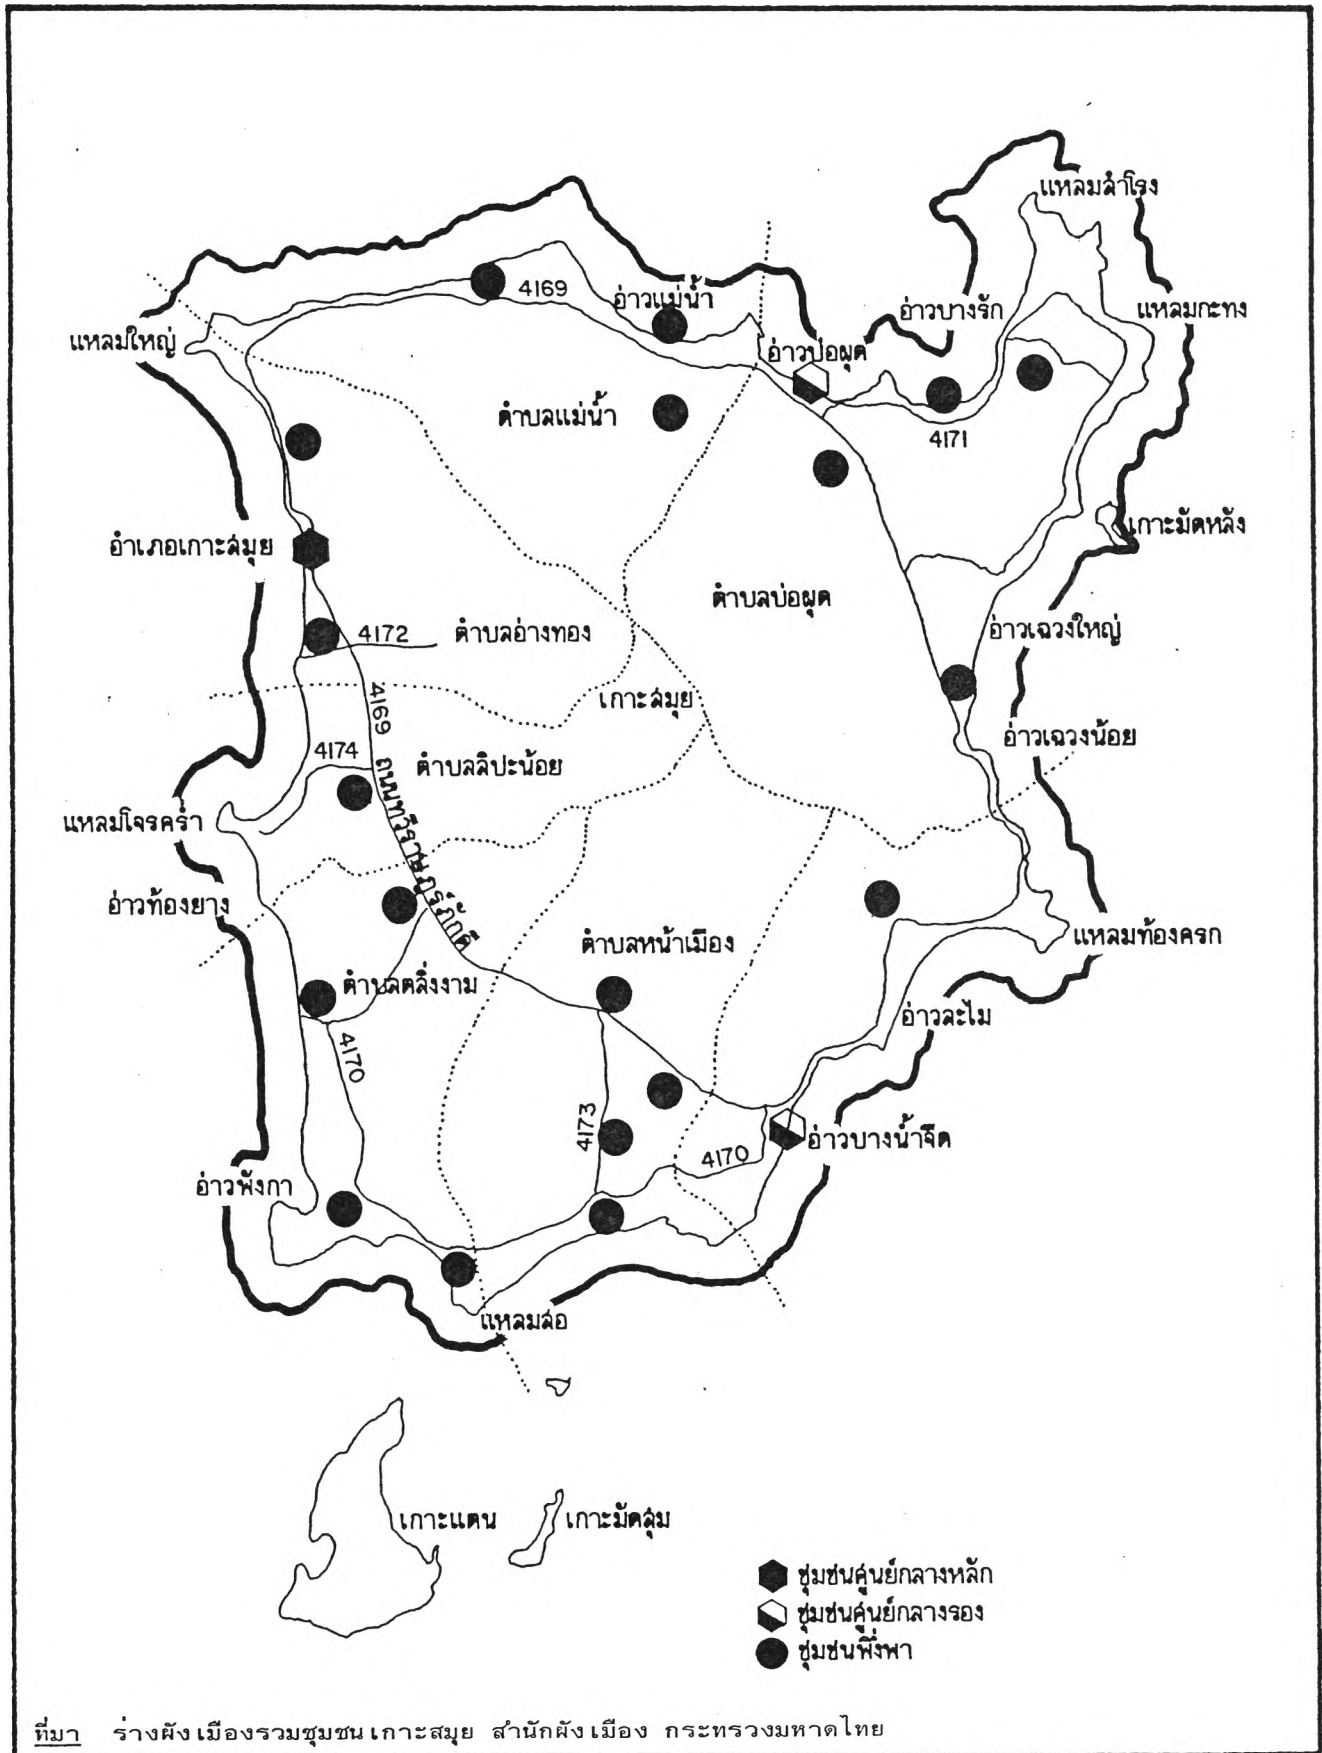 แหลมสำโรง
4169
อ่าวแม่น้ำ
อ่าวบางรัก
แหลมกะทง
แหลมใหญ่
อ่าวบ่อผุด
ตำบลแม่น้ำ
4171
เกาะมัดหลัง
อำเภอเกาะสมุย
ตำบลบ่อผุด
4172
ตำบลอ่างทอง
อ่าวเฉวงใหญ่
เกาะสมุย
4169 ถนนทวีราษฎร์ภักดี
อ่าวเฉวงน้อย
4174
ตำบลลิปะน้อย
แหลมโจรคร่ำ
อ่าวท้องยาง
ตำบลหน้าเมือง
แหลมท้องครก
ตำบลตลิ่งงาม
อ่าวละไม
4170
4173
4170
อ่าวบางน้ำจืด
อ่าวพังกา
แหลมสอ
เกาะแตน
เกาะมัดสุม
ชุมชนศูนย์กลางหลัก
ชุมชนศูนย์กลางรอง
ชุมชนพึ่งพา
ที่มา ร่างผังเมืองรวมชุมชนเกาะสมุย สำนักผังเมือง กระทรวงมหาดไทย